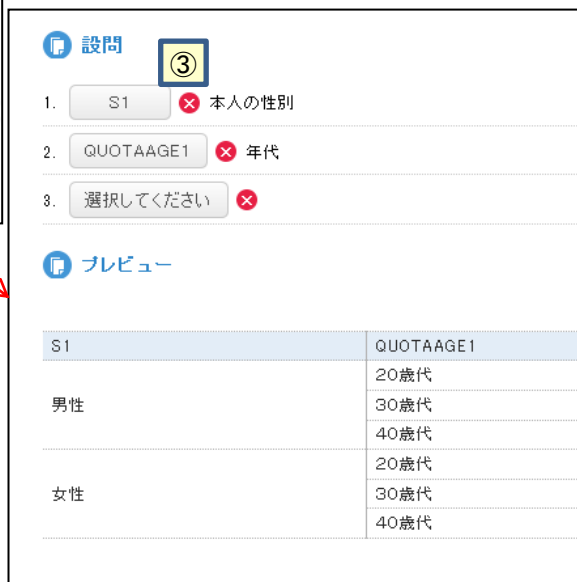 設問
③
1. S1 本人の性別
2. QUOTAAGE1 年代
3. 選択してください
プレビュー
S1 QUOTAAGE1
男性
20歳代
30歳代
40歳代
女性
20歳代
30歳代
40歳代